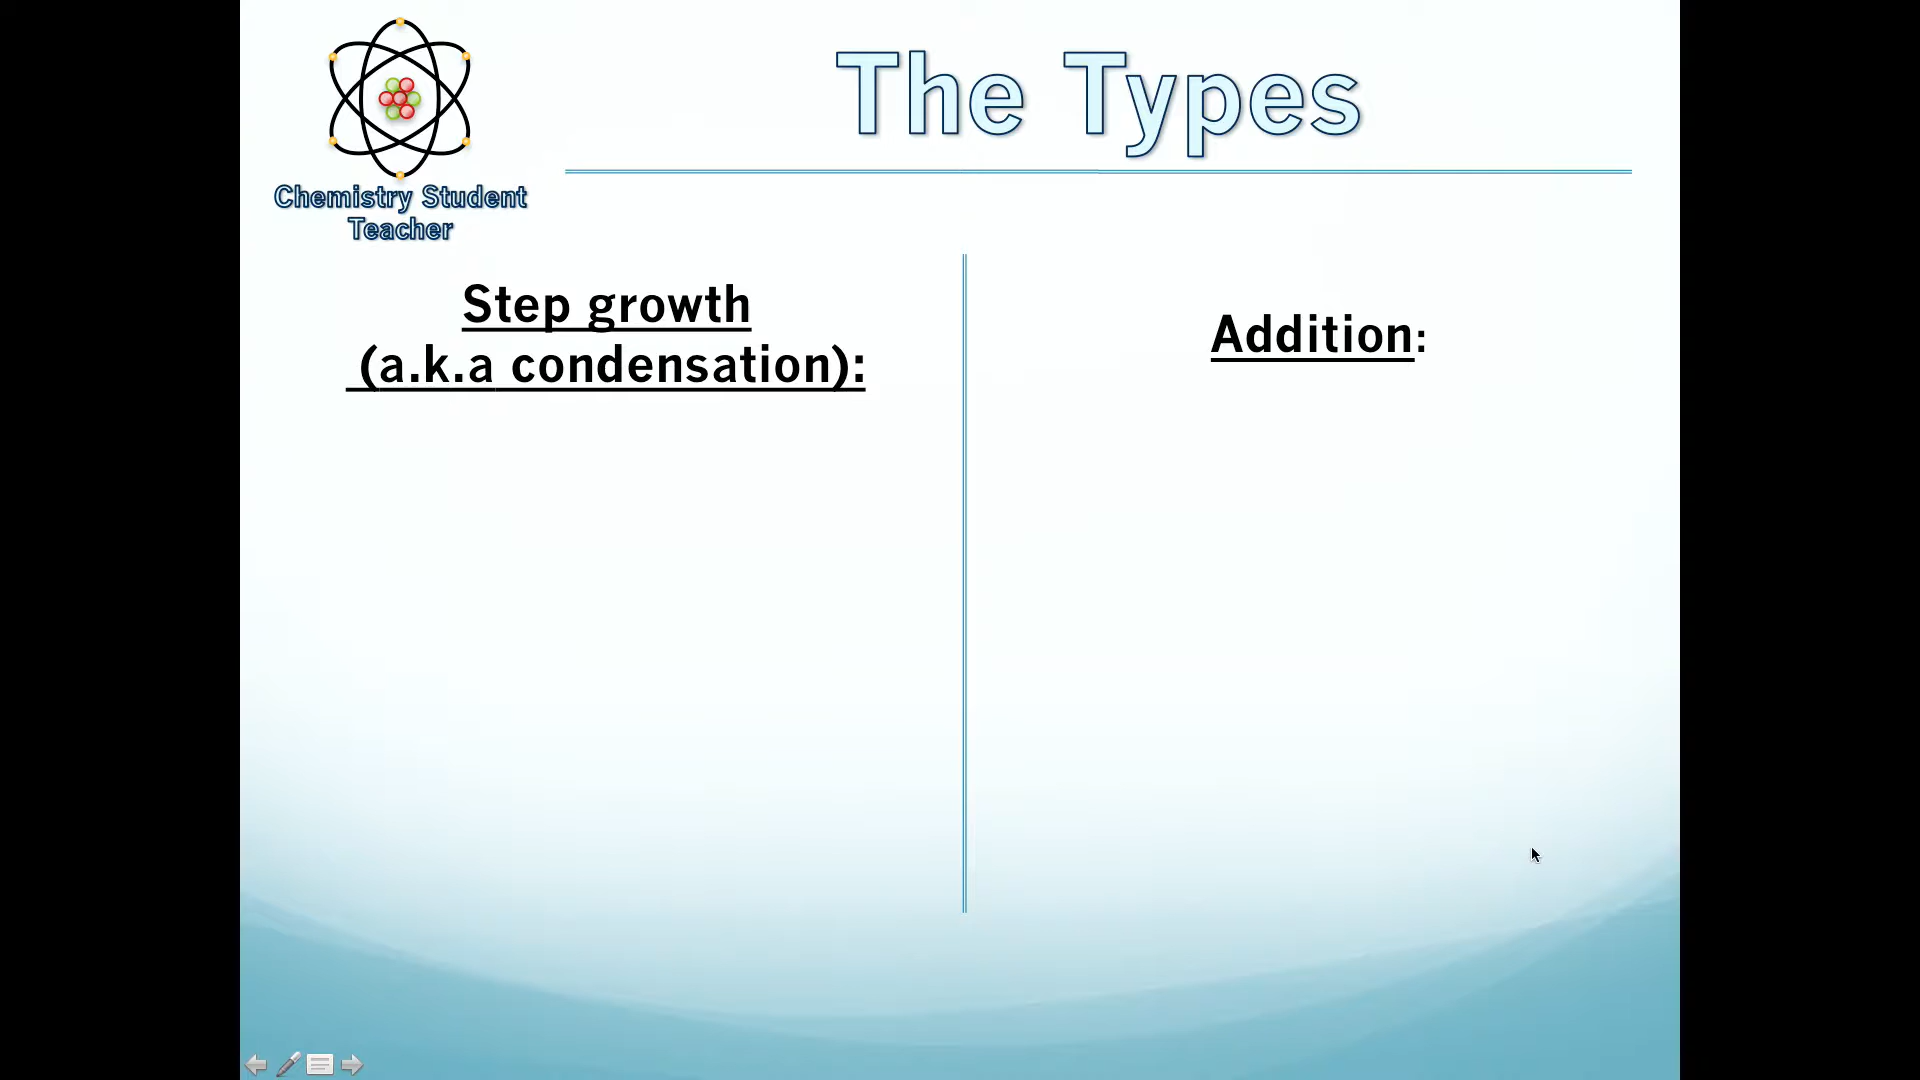 The Types
Chemistry Student
Teacher
Step growth
(a.k.a condensation):
Addition: